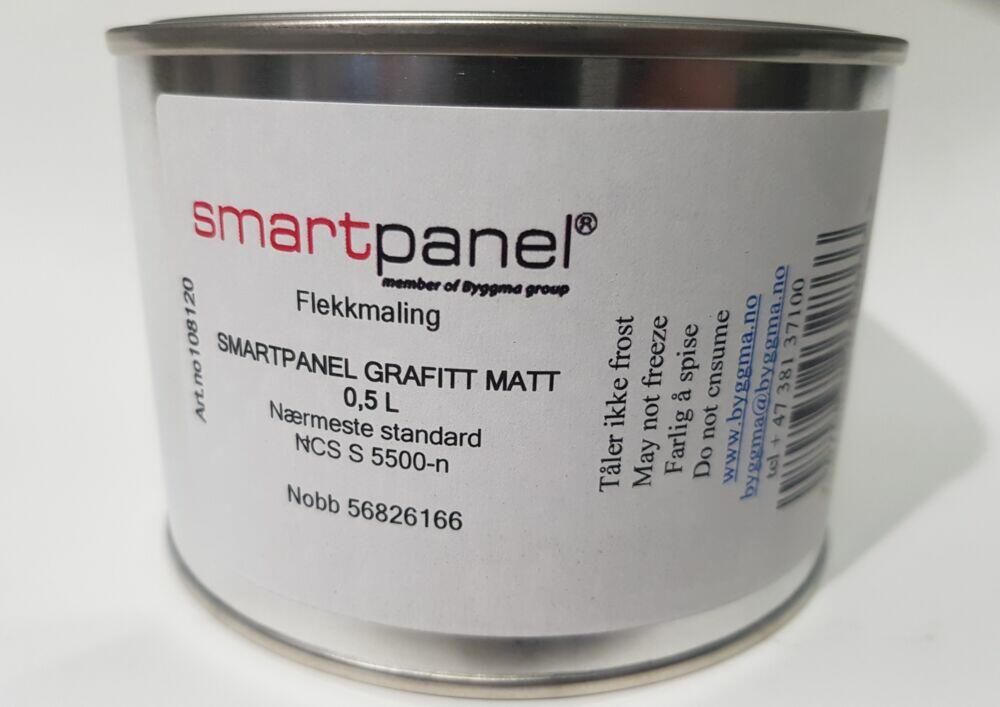 smartpanel®
member of Byggma group
Flekkmaling
SMARTPANEL GRAFITT MATT
0,5 L
Nærmeste standard
NCS S 5500-n
Nobb 56826166
Art.no108120
Tåler ikke frost
May not freeze
Farlig å spise
Do not cnsume
www.byggma.no
byggma@byggma.no
tel + 47 381 37100